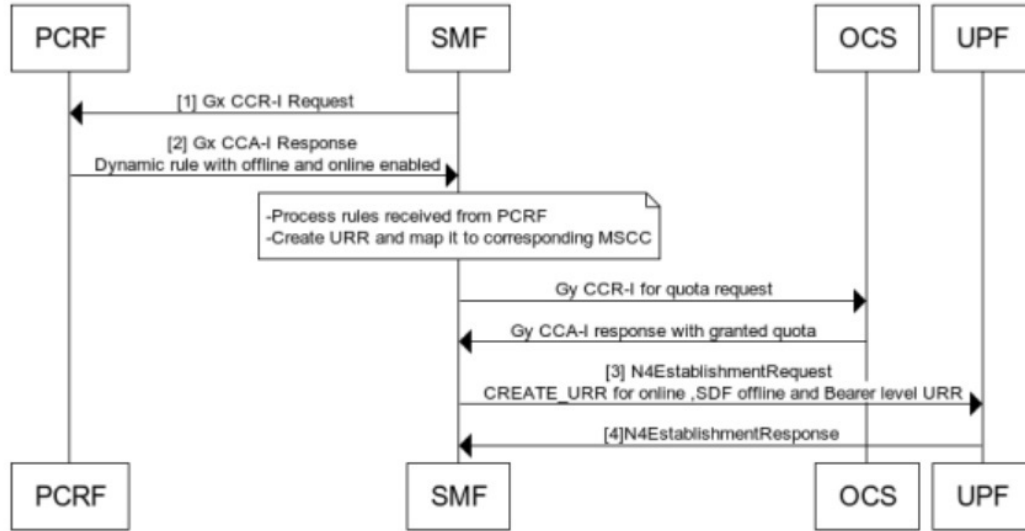 PCRF
SMF
OCS
UPF
[1] Gx CCR-I Request
[2] Gx CCA-I Response
Dynamic rule with offline and online enabled
-Process rules received from PCRF
-Create URR and map it to corresponding MSCC
Gy CCR-I for quota request
Gy CCA-I response with granted quota
[3] N4EstablishmentRequest
CREATE_URR for online ,SDF offline and Bearer level URR
[4]N4EstablishmentResponse
PCRF
SMF
OCS
UPF